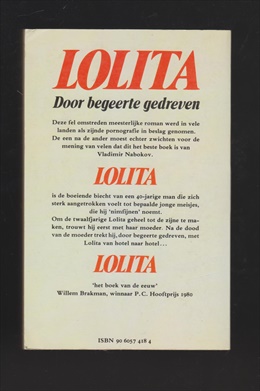 LOLITA
Door begeerte gedreven
Deze fel omstreden meesterlijke roman werd in vele
landen als zijnde pornografie in beslag genomen.
De een na de ander moest echter zwichten voor de
mening van velen dat dit het beste boek is van
Vladimir Nabokov.
LOLITA
is de boeiende biecht van een 40-jarige man die zich
sterk aangetrokken voelt tot bepaalde jonge meisjes,
die hij 'nimfijnen' noemt.
Om de twaalfjarige Lolita geheel tot de zijne te ma-
ken, trouwt hij eerst met haar moeder. Na de dood
van de moeder trekt hij, door begeerte gedreven, met
Lolita van hotel naar hotel...
LOLITA
'het boek van de eeuw'
Willem Brakman, winnaar P. C. Hooftprijs 1980
ISBN 90 6057 418 4